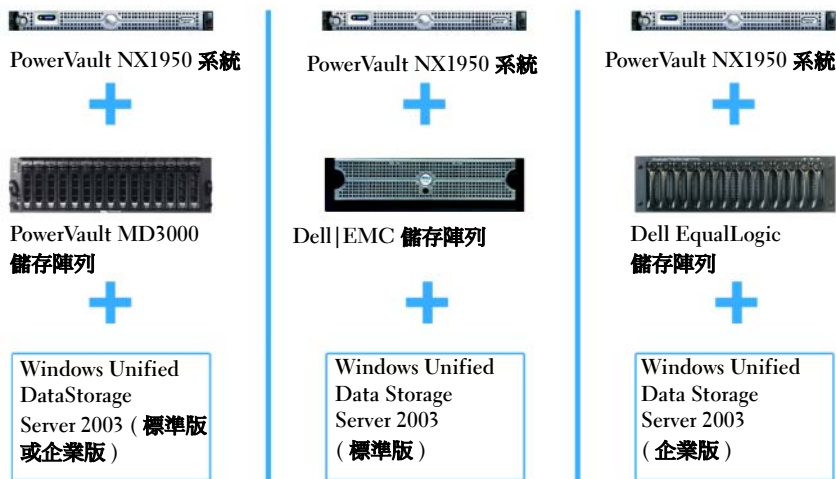 PowerVault NX1950 系統
PowerVault MD3000
儲存陣列
Windows Unified
DataStorage
Server 2003 ( 標準版
或企業版 )
PowerVault NX1950 系統
Dell|EMC 儲存陣列
Windows Unified
Data Storage
Server 2003
( 標準版 )
PowerVault NX1950 系統
Dell EqualLogic
儲存陣列
Windows Unified
Data Storage
Server 2003
( 企業版 )